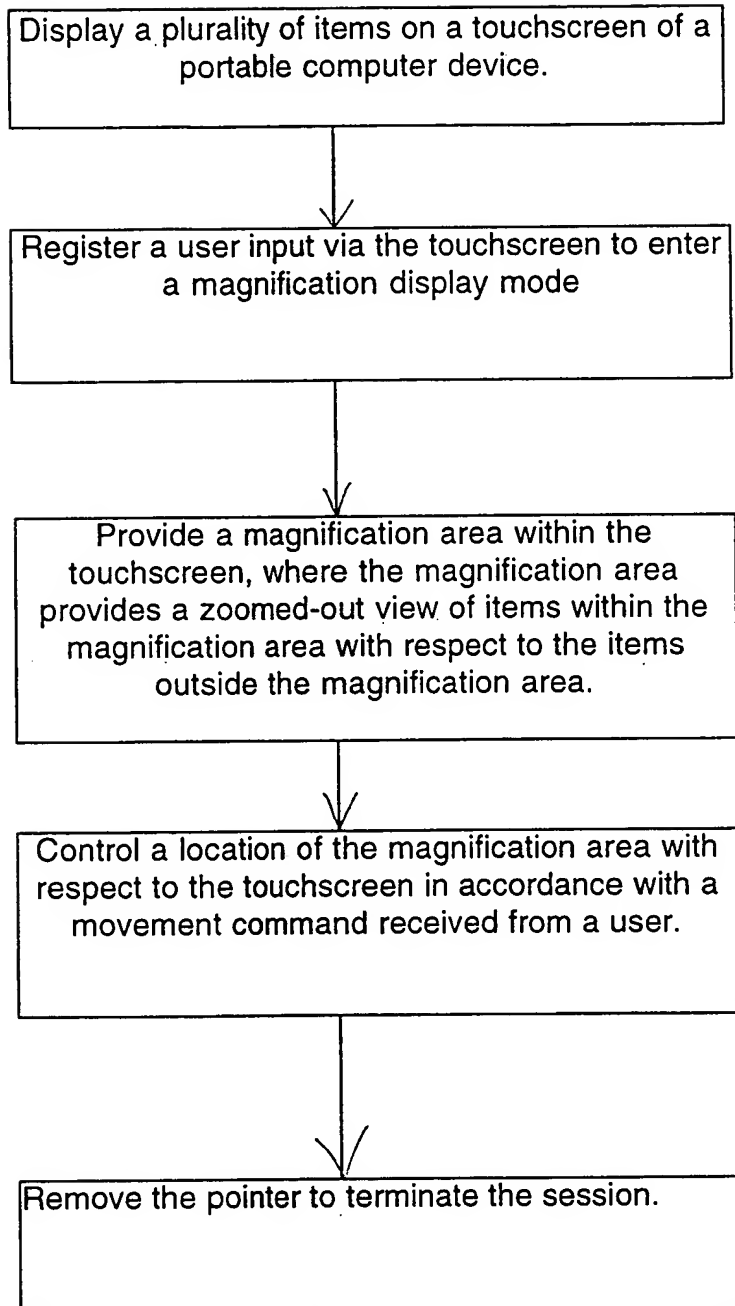 Display a plurality of items on a touchscreen of a
portable computer device.
Register a user input via the touchscreen to enter
a magnification display mode
Provide a magnification area within the
touchscreen, where the magnification area
provides a zoomed-out view of items within the
magnification area with respect to the items
outside the magnification area.
Control a location of the magnification area with
respect to the touchscreen in accordance with a
movement command received from a user.
Remove the pointer to terminate the session.